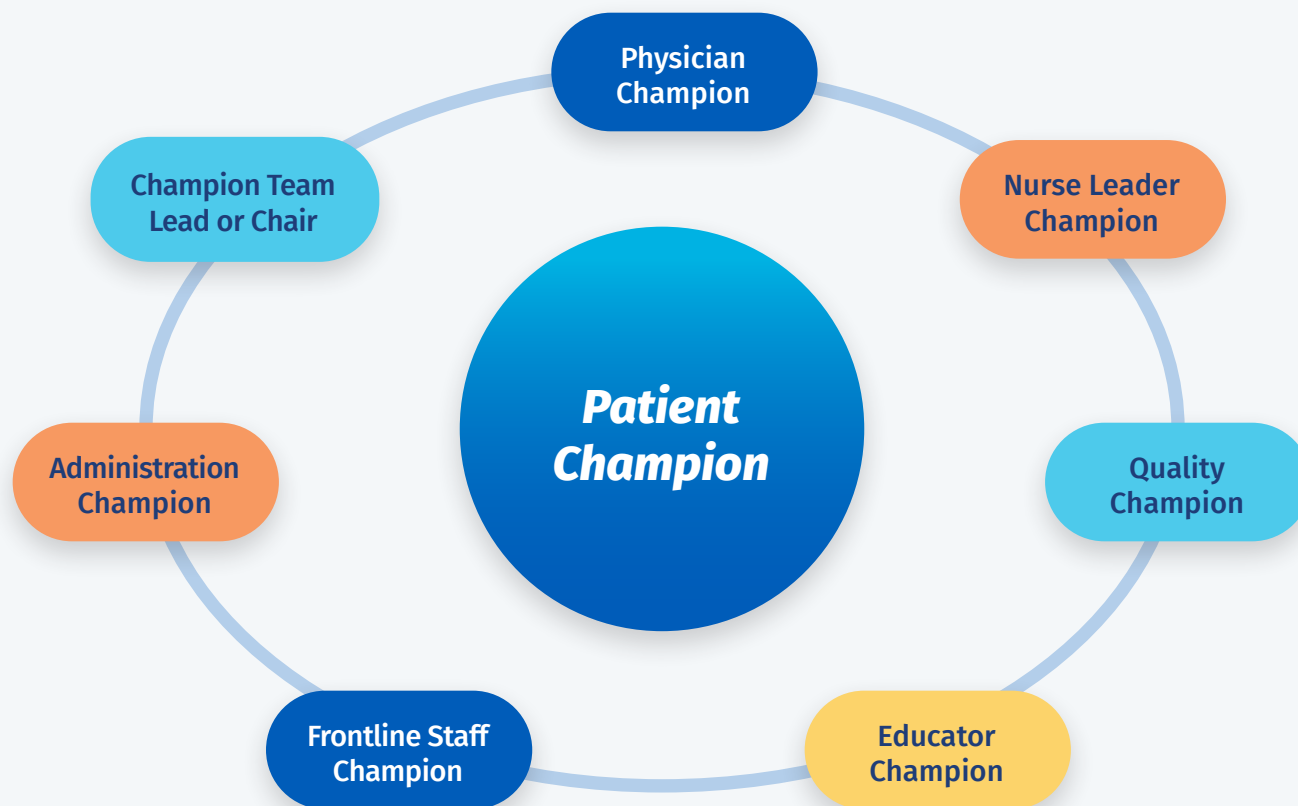 Physician
Champion
Champion Team
Lead or Chair
Nurse Leader
Champion
Patient
Champion
Administration
Champion
Quality
Champion
Frontline Staff
Champion
Educator
Champion